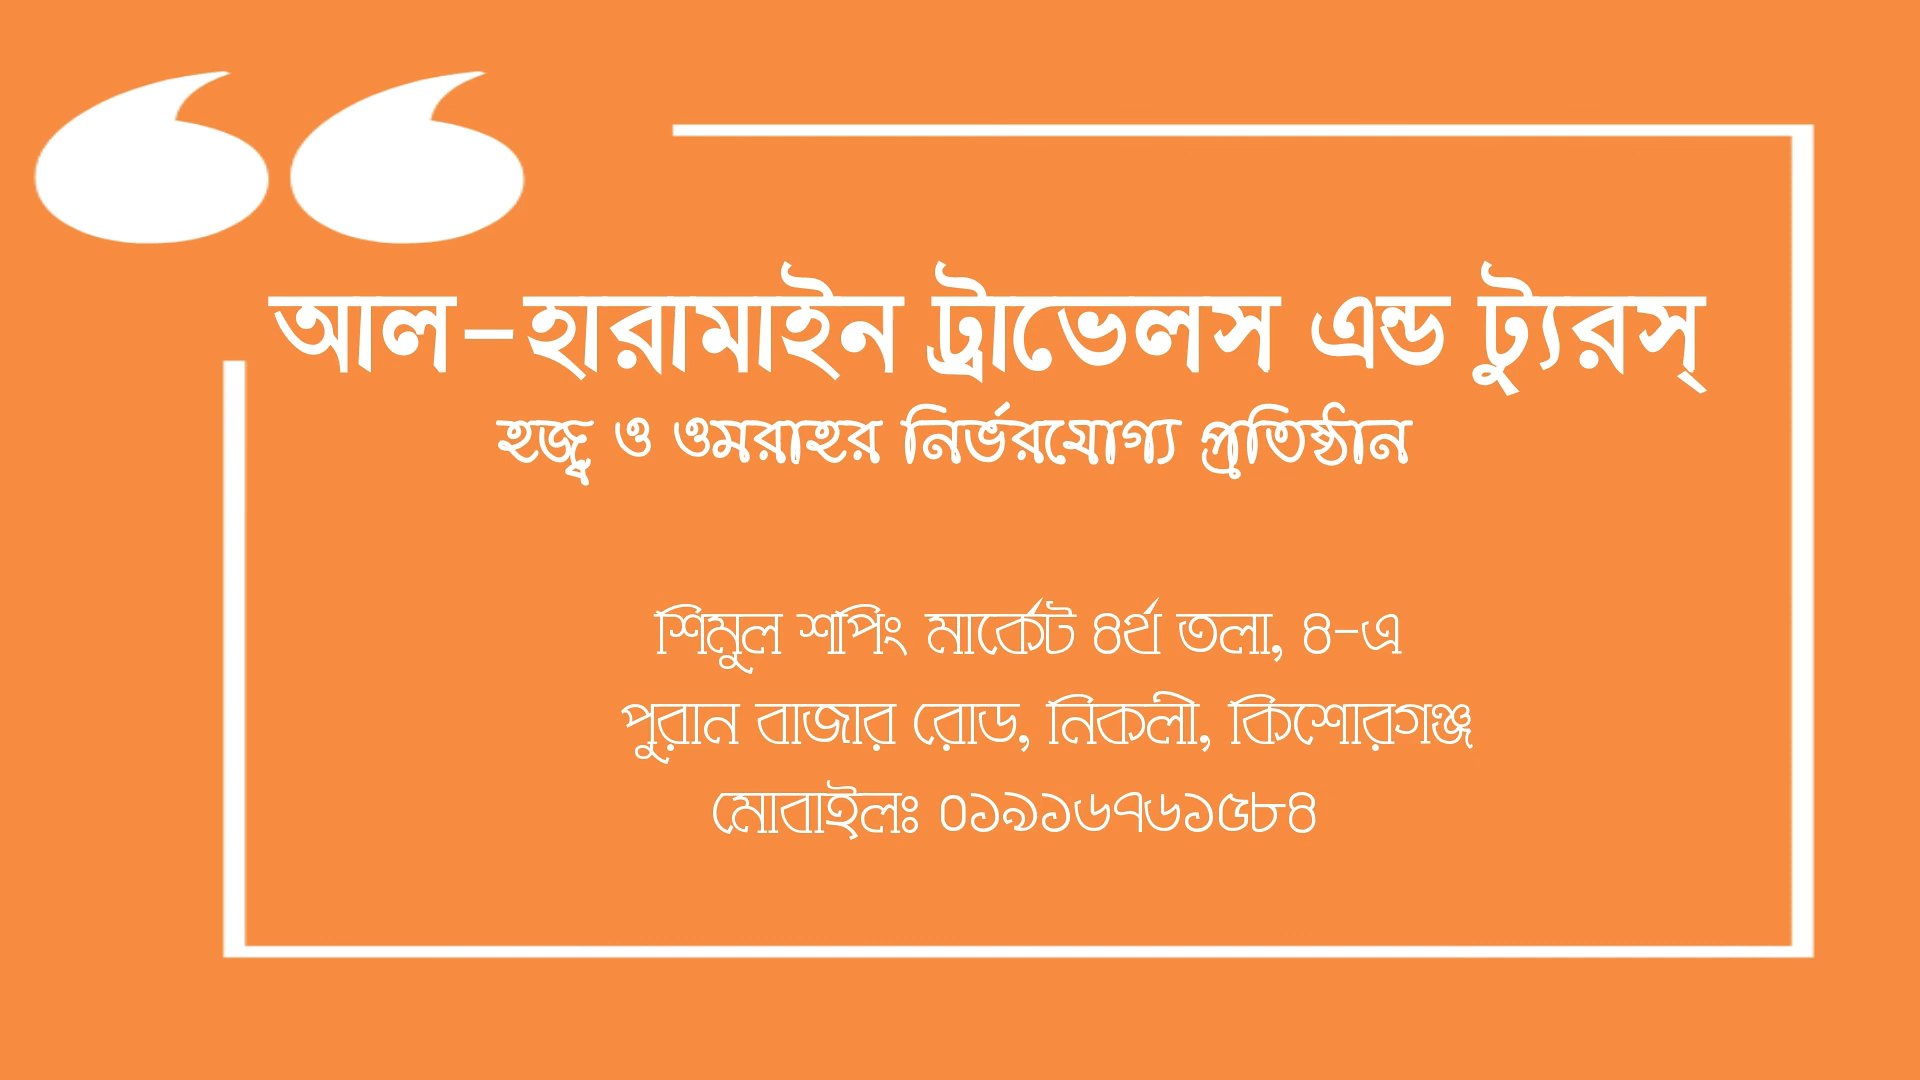 আল-হারামাইন ট্রাভেলস এন্ড ট্যুরস্
হজ্ব ও ওমরাহর নির্ভরযোগ্য প্রতিষ্ঠান
শিমুল শপিং মার্কেট ৪র্থ তলা, ৪-এ
পুরান বাজার রোড, নিকলী, কিশোরগঞ্জ
মোবাইলঃ ০১৯১৬৭৬১৫৮৪